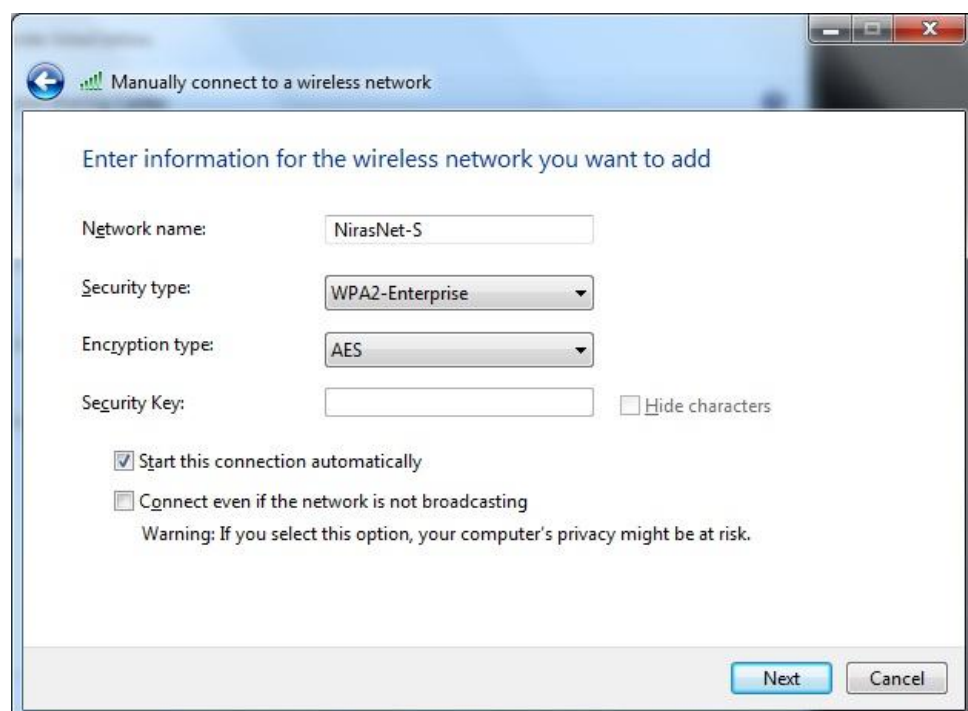 Manually connect to a wireless network
Enter information for the wireless network you want to add
Network name: NirasNet-S
Security type: WPA2-Enterprise
Encryption type: AES
Security Key: Hide characters
Start this connection automatically
Connect even if the network is not broadcasting
Warning: If you select this option, your computer's privacy might be at risk.
Next Cancel